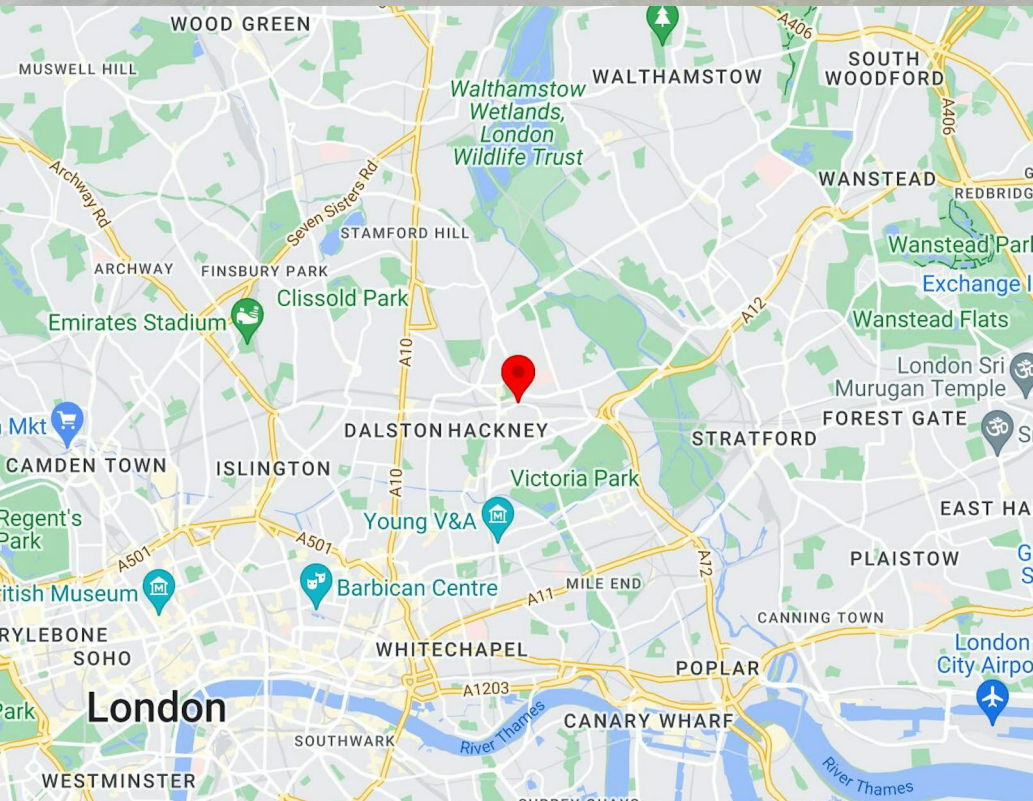 WOOD GREEN
MUSWELL HILL
A406
SOUTH
WOODFORD
WALTHAMSTOW
Walthamstow
Wetlands,
London
Wildlife Trust
A406
Archway Rd
Seven Sisters Rd
WANSTEAD
REDBRIDG
STAMFORD HILL
Wanstead Park
ARCHWAY
FINSBURY PARK
Exchange
Clissold Park
Emirates Stadium
A12
Wanstead Flats
A10
London Sri
Murugan Temple
Mkt
DALSTON
HACKNEY
STRATFORD
FOREST GATE
S
CAMDEN TOWN
ISLINGTON
A10
Victoria Park
EAST HA
Regent's
Park
Young V&A
A501
A501
A12
PLAISTOW
G
S
itish Museum
Barbican Centre
A11
MILE END
CANNING TOWN
RYLEBONE
SOHO
WHITECHAPEL
POPLAR
London
City Airpo
A1203
Park
London
CANARY WHARF
SOUTHWARK
River Thames
River Thames
WESTMINSTER